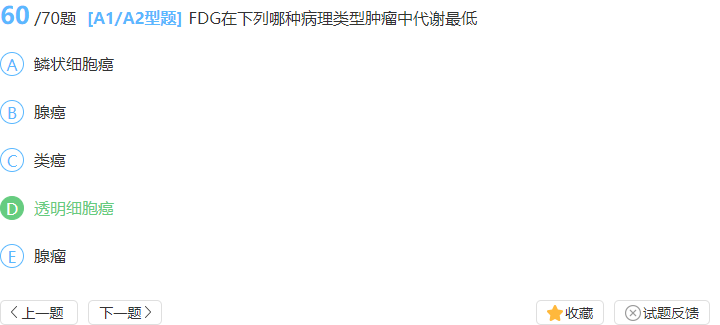 60 /70题 [A1/A2型题] FDG在下列哪种病理类型肿瘤中代谢最低
A 鳞状细胞癌
B 腺癌
C 类癌
D 透明细胞癌
E 腺瘤
上一题 下一题 收藏 试题反馈